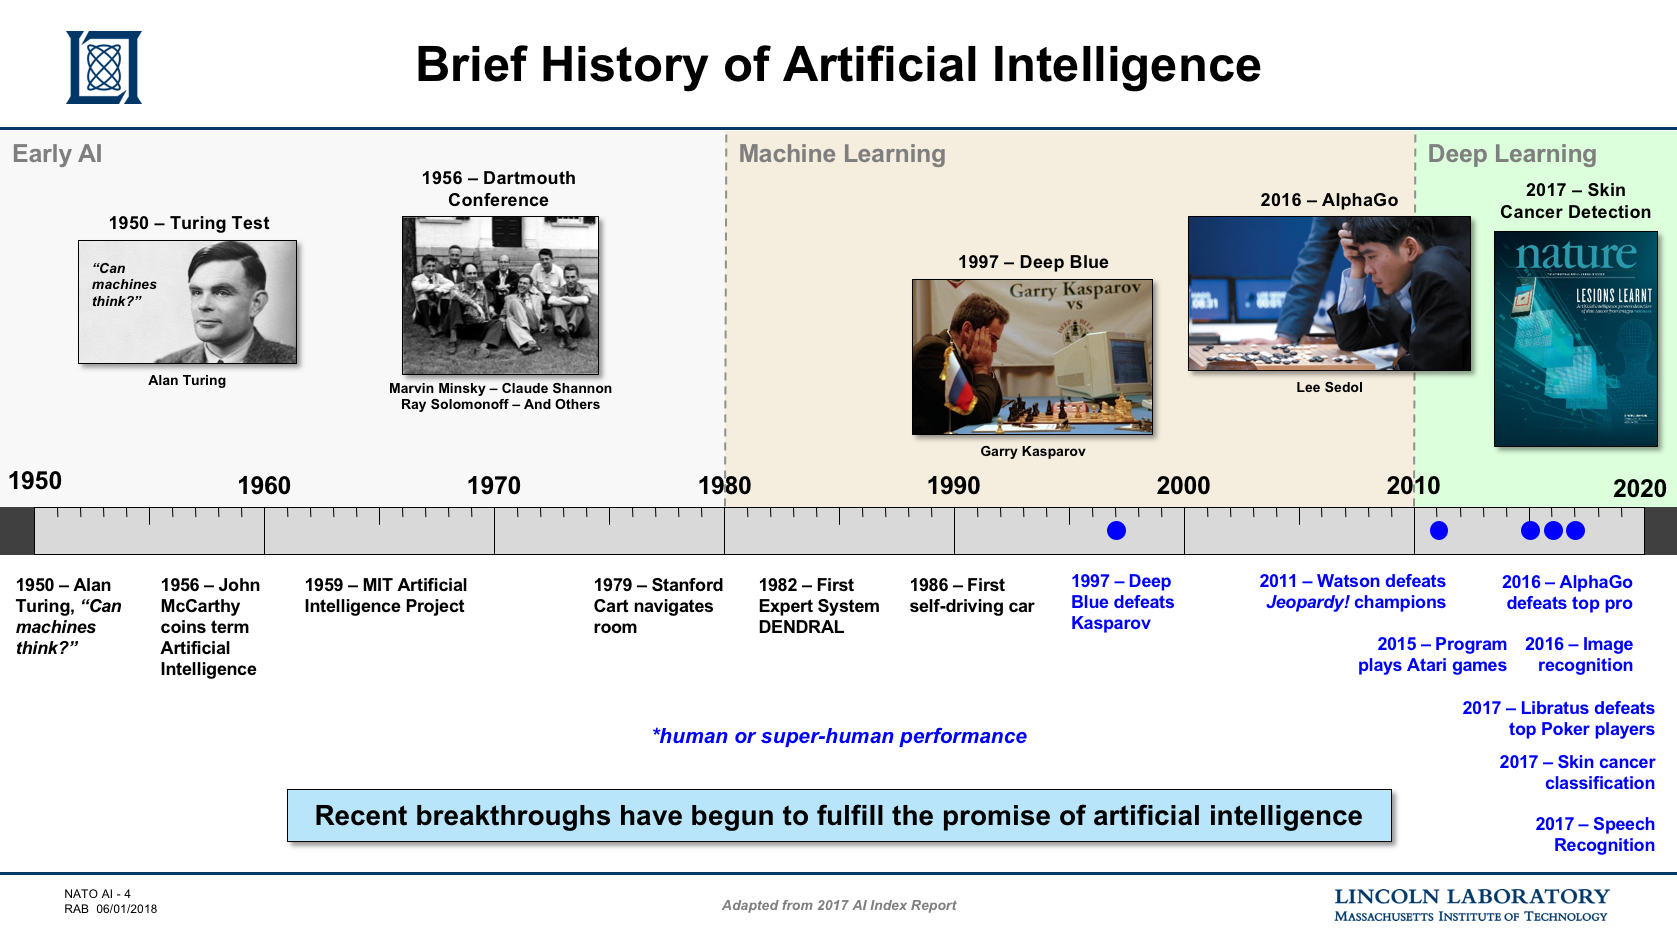 Brief History of Artificial Intelligence
Early AI
Machine Learning
Deep Learning
1950 – Turing Test
“Can
machines
think?”
Alan Turing
1956 – Dartmouth
Conference
Marvin Minsky – Claude Shannon
Ray Solomonoff – And Others
1997 – Deep Blue
Garry Kasparov
vs
DEEP BLUE
Garry Kasparov
2016 – AlphaGo
Lee Sedol
2017 – Skin
Cancer Detection
nature
LESIONS LEARNT
1950
1960
1970
1980
1990
2000
2010
2020
1950 – Alan
Turing, “Can
machines
think?”
1956 – John
McCarthy
coins term
Artificial
Intelligence
1959 – MIT Artificial
Intelligence Project
1979 – Stanford
Cart navigates
room
1982 – First
Expert System
DENDRAL
1986 – First
self-driving car
1997 – Deep
Blue defeats
Kasparov
2011 – Watson defeats
Jeopardy! champions
2016 – AlphaGo
defeats top pro
2015 – Program
plays Atari games
2016 – Image
recognition
2017 – Libratus defeats
top Poker players
2017 – Skin cancer
classification
2017 – Speech
Recognition
*human or super-human performance
Recent breakthroughs have begun to fulfill the promise of artificial intelligence
NATO AI - 4
RAB 06/01/2018
Adapted from 2017 AI Index Report
LINCOLN LABORATORY
MASSACHUSETTS INSTITUTE OF TECHNOLOGY